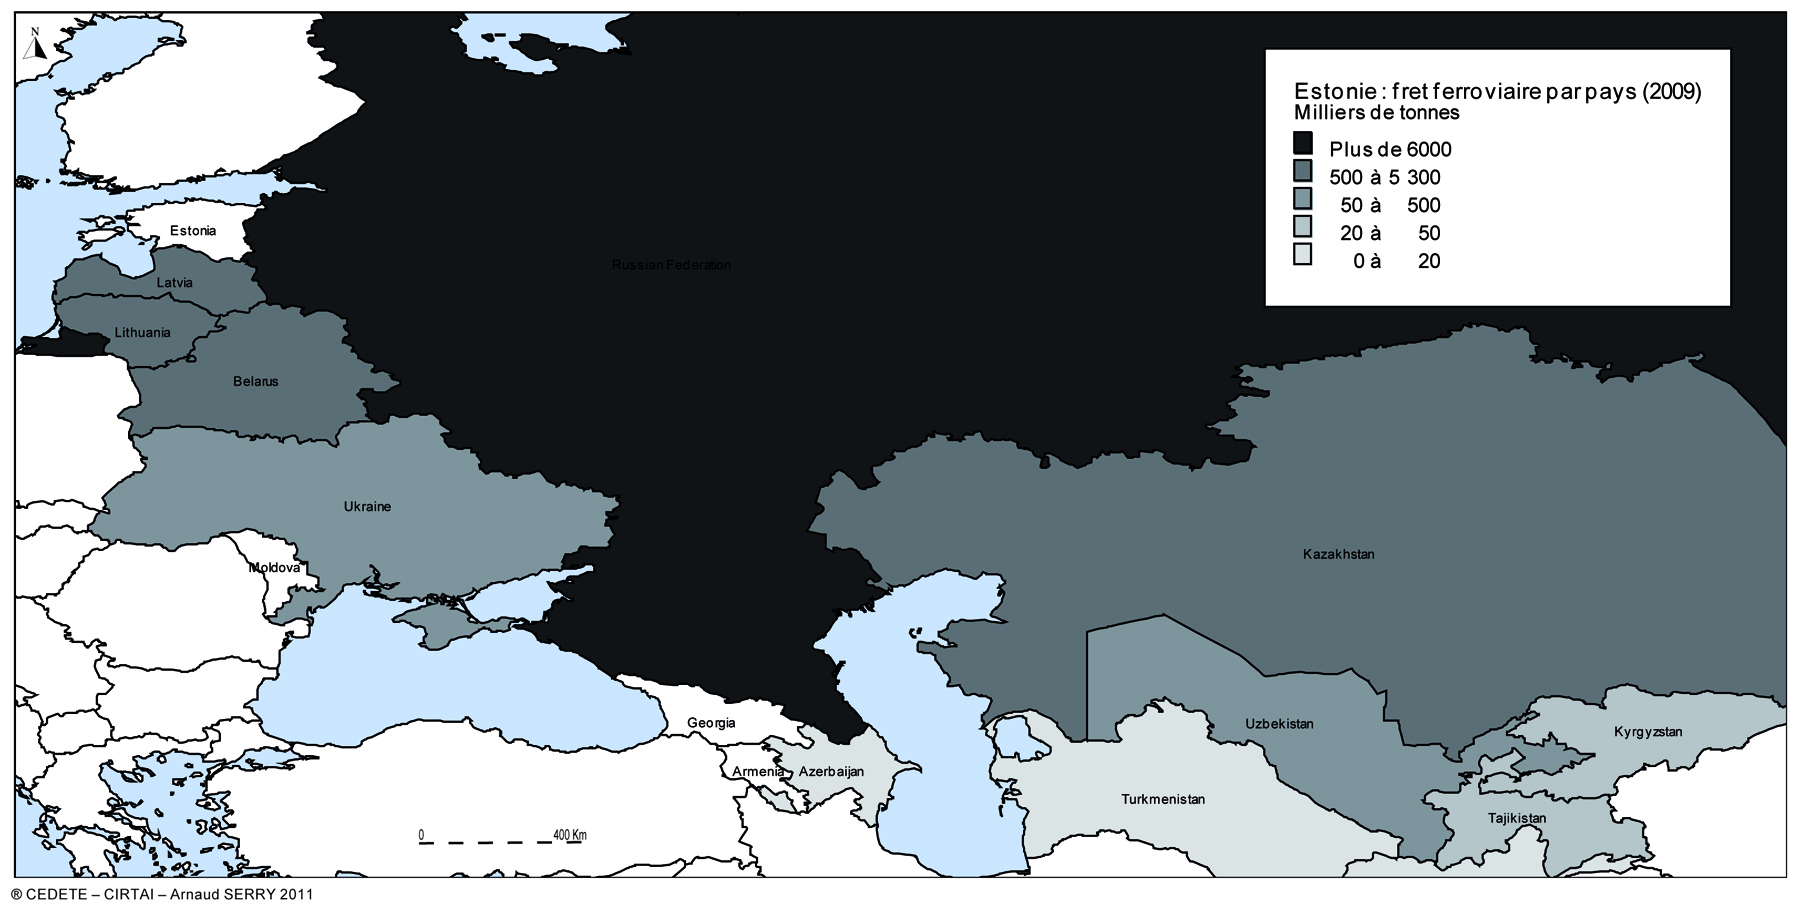 N
Estonie : fret ferroviaire par pays (2009)
Milliers de tonnes
Plus de 6000
500 à 5 300
50 à 500
20 à 50
0 à 20
Estonia
Russian Federation
Latvia
Lithuania
Belarus
Ukraine
Kazakhstan
Moldova
Georgia
Uzbekistan
Kyrgyzstan
Armenia
Azerbaijan
Turkmenistan
Tajikistan
0 400 Km
® CEDETE – CIRTAI – Arnaud SERRY 2011